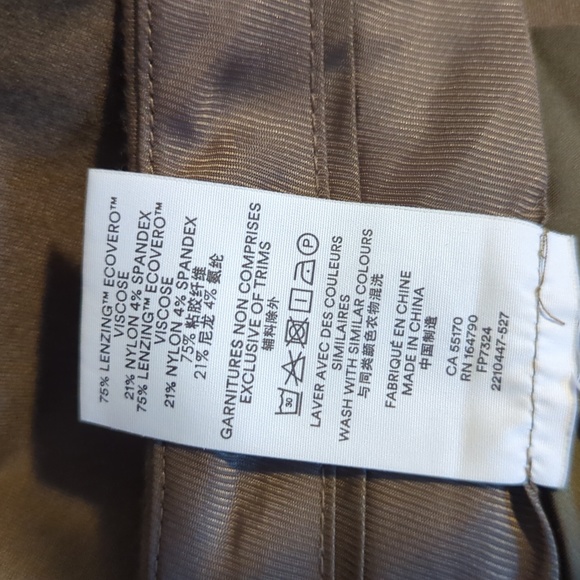 75% LENZING™ ECOVERO™
VISCOSE
21% NYLON 4% SPANDEX
75% LENZING™ ECOVERO™
VISCOSE
21% NYLON 4% SPANDEX
75% 粘胶纤维
21% 尼龙 4% 氨纶
GARNITURES NON COMPRISES
EXCLUSIVE OF TRIMS
辅料除外
30 P
LAVER AVEC DES COULEURS
SIMILAIRES
WASH WITH SIMILAR COLOURS
与同类颜色衣物混洗
FABRIQUÉ EN CHINE
MADE IN CHINA
中国制造
CA 55170
RN 164790
FP7324
2210447-527